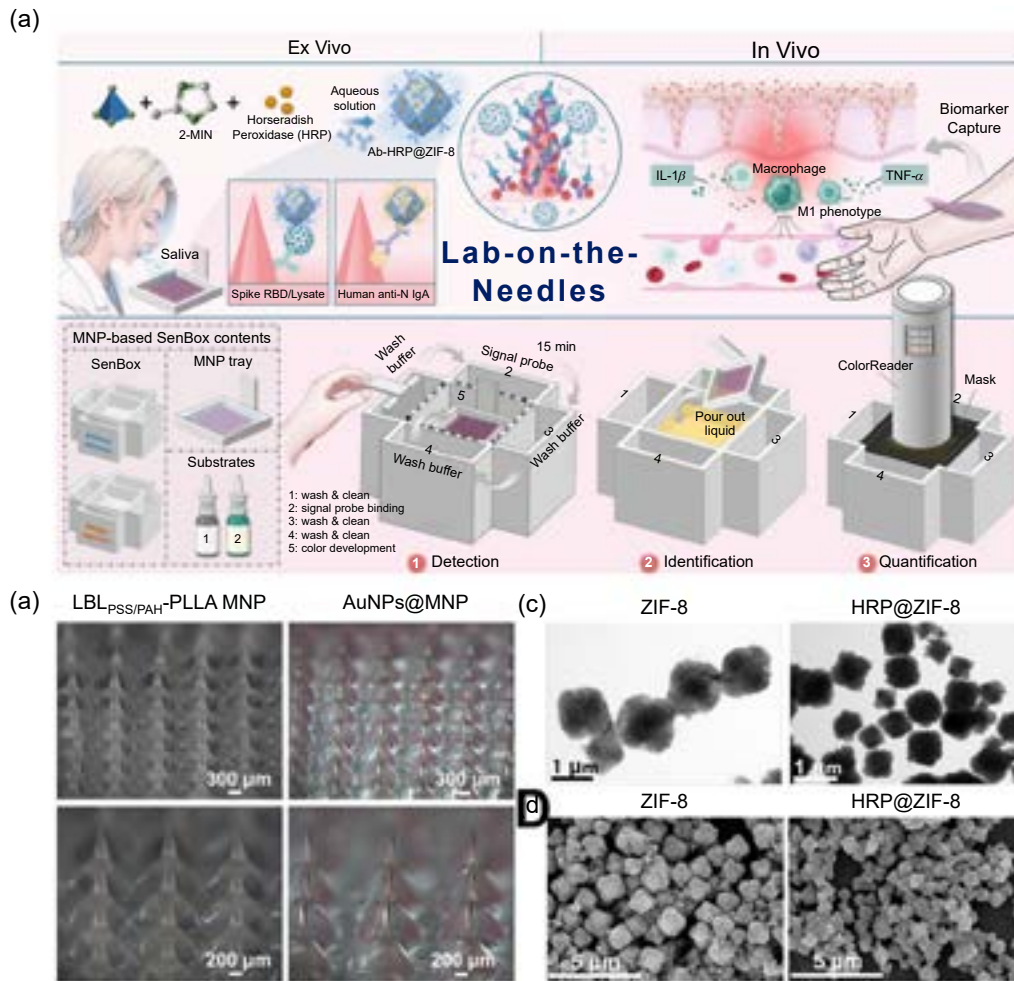 (a)
Ex Vivo
In Vivo
2-MIN
Horseradish
Peroxidase (HRP)
Aqueous
solution
Ab-HRP@ZIF-8
Saliva
Spike RBD/Lysate
Human anti-N IgA
Lab-on-the-
Needles
Biomarker
Capture
IL-1β
Macrophage
TNF-α
M1 phenotype
MNP-based SenBox contents
SenBox
MNP tray
Substrates
1
2
Wash
buffer
Signal probe
2
15 min
5
3
Wash buffer
4
Wash buffer
1: wash & clean
2: signal probe binding
3: wash & clean
4: wash & clean
5: color development
1 Detection
1
Pour out
liquid
3
4
2 Identification
ColorReader
Mask
1
2
3
4
3 Quantification
(a)
LBLPSS/PAH-PLLA MNP
AuNPs@MNP
300 μm
300 μm
200 μm
200 μm
(c)
ZIF-8
HRP@ZIF-8
1 μm
1 μm
D
d
ZIF-8
HRP@ZIF-8
5 μm
5 μm